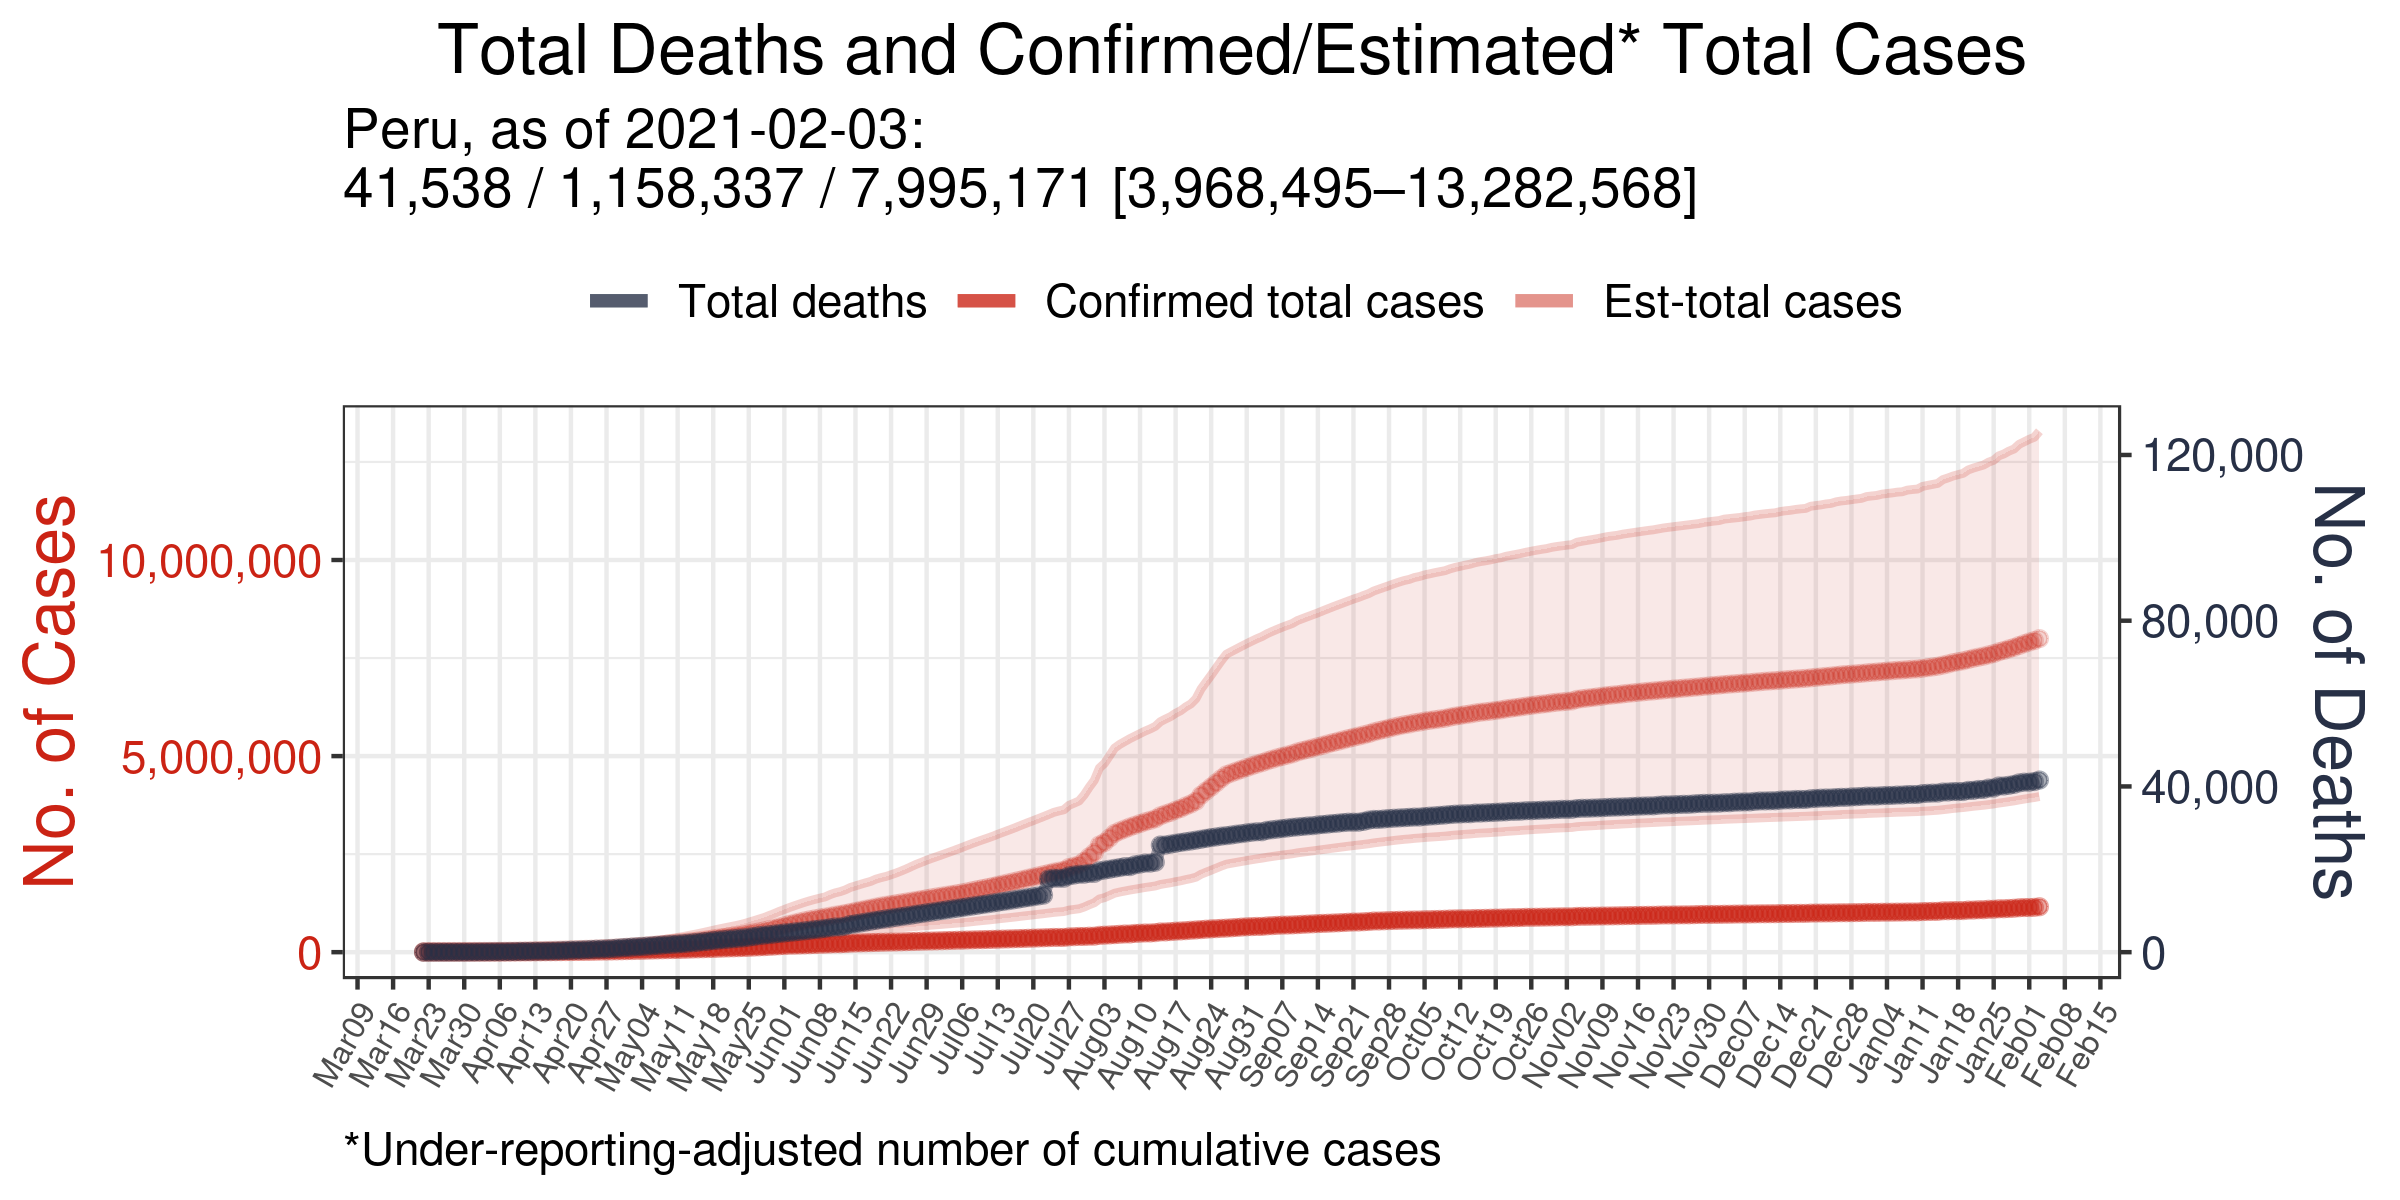 Total Deaths and Confirmed/Estimated* Total Cases
Peru, as of 2021-02-03:
41,538 / 1,158,337 / 7,995,171 [3,968,495–13,282,568]
Total deaths
Confirmed total cases
Est-total cases
No. of Cases
10,000,000
5,000,000
0
120,000
80,000
40,000
0
No. of Deaths
Mar09
Mar16
Mar23
Mar30
Apr06
Apr13
Apr20
Apr27
May04
May11
May18
May25
Jun01
Jun08
Jun15
Jun22
Jun29
Jul06
Jul13
Jul20
Jul27
Aug03
Aug10
Aug17
Aug24
Aug31
Sep07
Sep14
Sep21
Sep28
Oct05
Oct12
Oct19
Oct26
Nov02
Nov09
Nov16
Nov23
Nov30
Dec07
Dec14
Dec21
Dec28
Jan04
Jan11
Jan18
Jan25
Feb01
Feb08
Feb15
*Under-reporting-adjusted number of cumulative cases